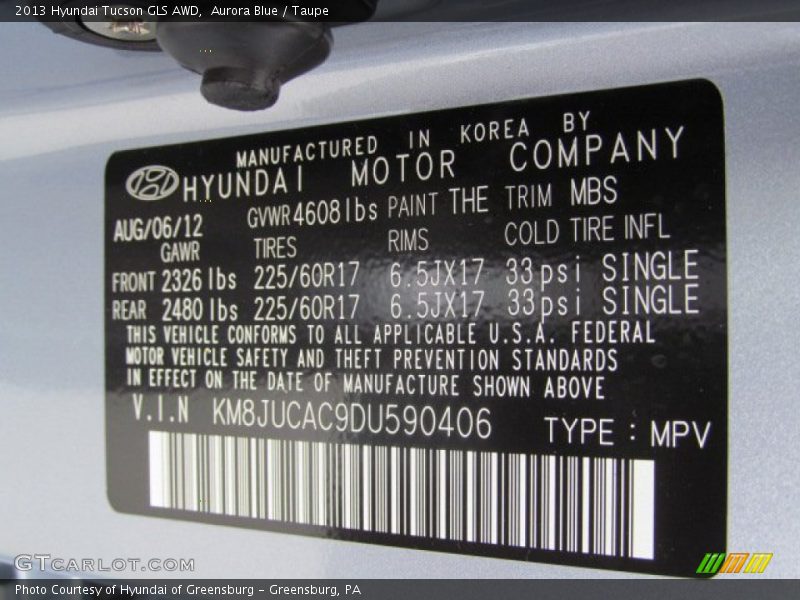 2013 Hyundai Tucson GLS AWD, Aurora Blue / Taupe
MANUFACTURED IN KOREA BY
HYUNDAI MOTOR COMPANY
AUG/06/12 GVWR 4608 lbs PAINT THE TRIM MBS
GAWR TIRES RIMS COLD TIRE INFL
FRONT 2326 lbs 225/60R17 6.5JX17 33psi SINGLE
REAR 2480 lbs 225/60R17 6.5JX17 33psi SINGLE
THIS VEHICLE CONFORMS TO ALL APPLICABLE U.S.A. FEDERAL
MOTOR VEHICLE SAFETY AND THEFT PREVENTION STANDARDS
IN EFFECT ON THE DATE OF MANUFACTURE SHOWN ABOVE
V.I.N KM8JUCAC9DU590406 TYPE : MPV
GTCARLOT.COM
Photo Courtesy of Hyundai of Greensburg - Greensburg, PA